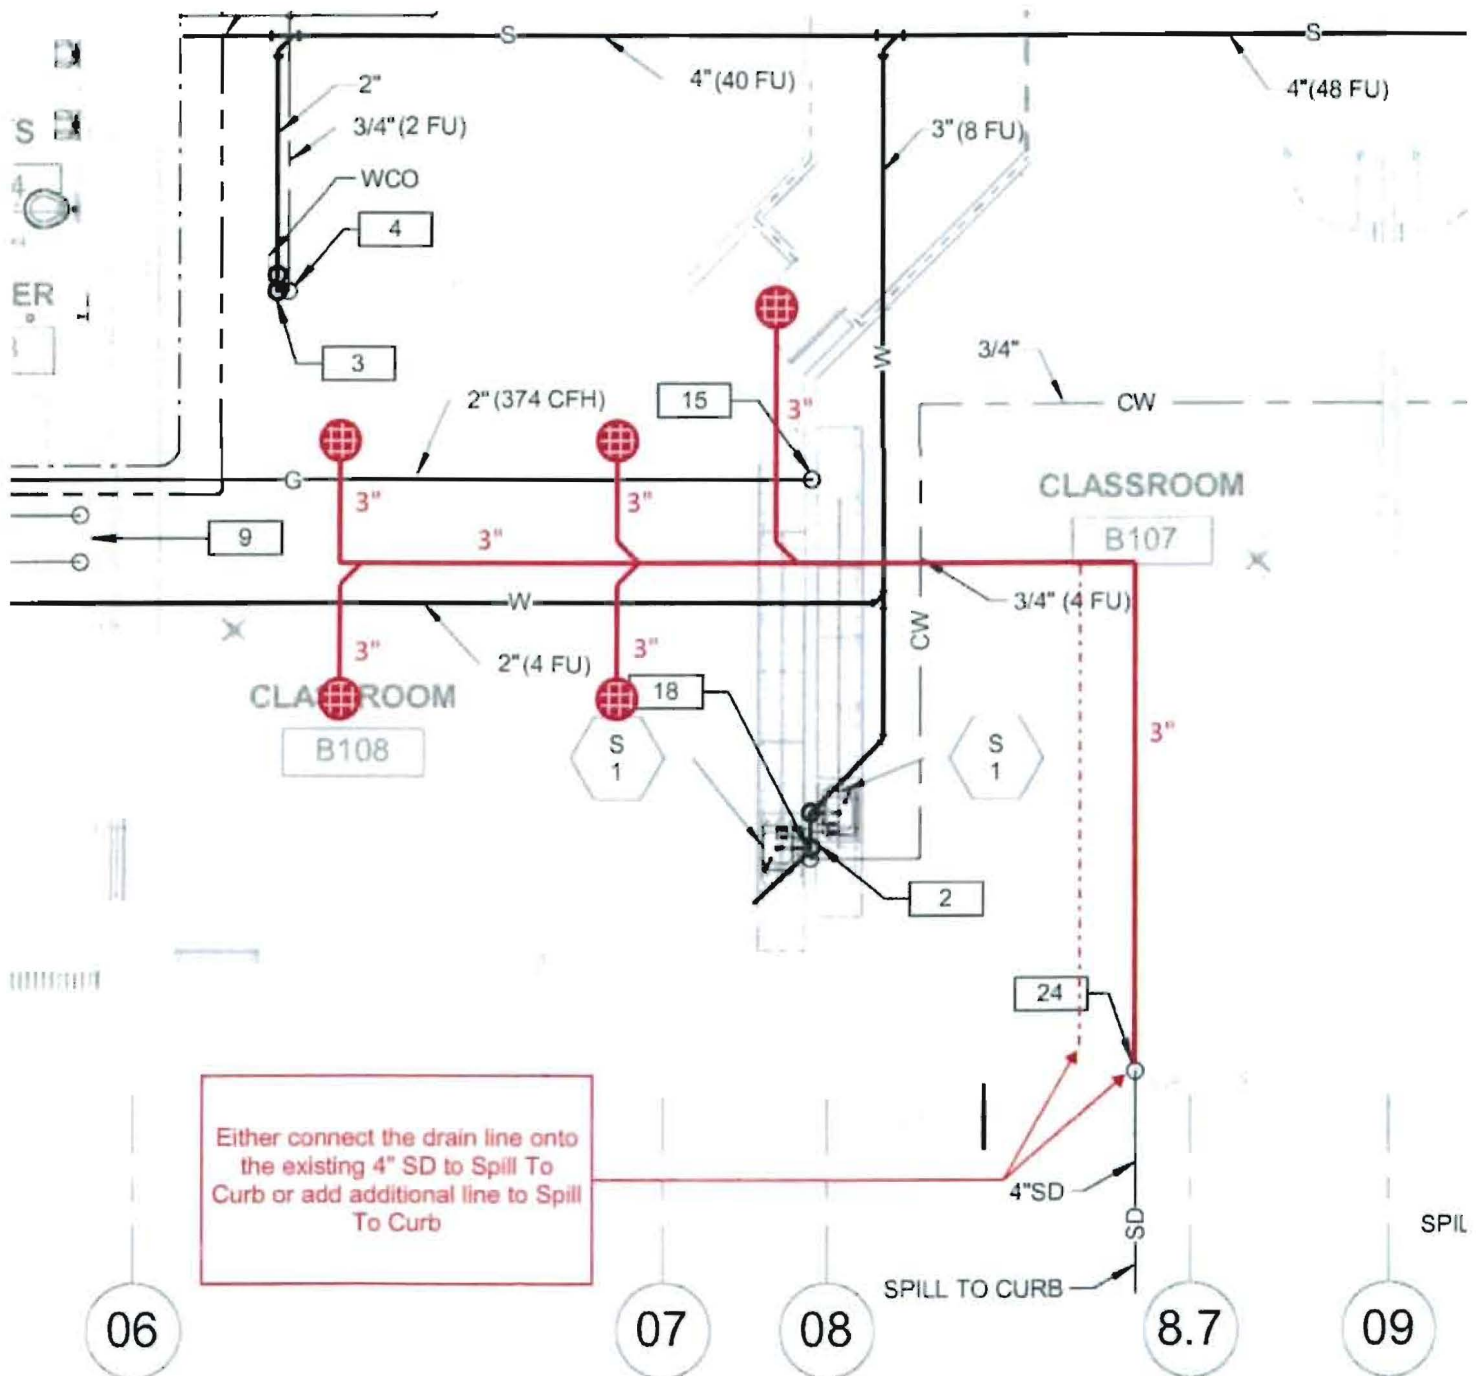 S
S
4"(40 FU)
4"(48 FU)
2"
3/4"(2 FU)
3"(8 FU)
S
WCO
4
4
ER
3
W
3/4"
CW
2"(374 CFH)
15
3"
CLASSROOM
B107
G
3"
3"
3"
9
3/4" (4 FU)
W
CW
3"
3"
2"(4 FU)
CLASSROOM
18
B108
S
1
S
1
3"
2
24
Either connect the drain line onto
the existing 4" SD to Spill To
Curb or add additional line to Spill
To Curb
4"SD
SD
SPIL
SPILL TO CURB
06
07
08
8.7
09